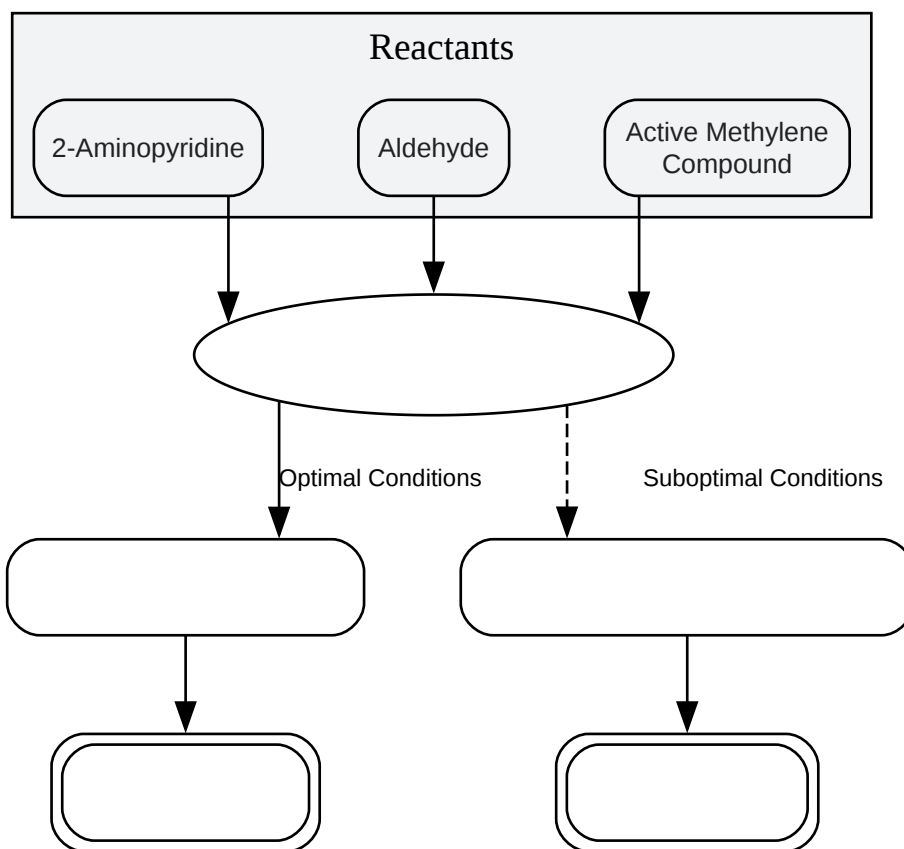 Reactants
2-Aminopyridine
Aldehyde
Active Methylene
Compound
Optimal Conditions
Suboptimal Conditions